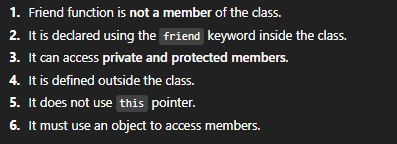 1. Friend function is not a member of the class.
2. It is declared using the friend keyword inside the class.
3. It can access private and protected members.
4. It is defined outside the class.
5. It does not use this pointer.
6. It must use an object to access members.